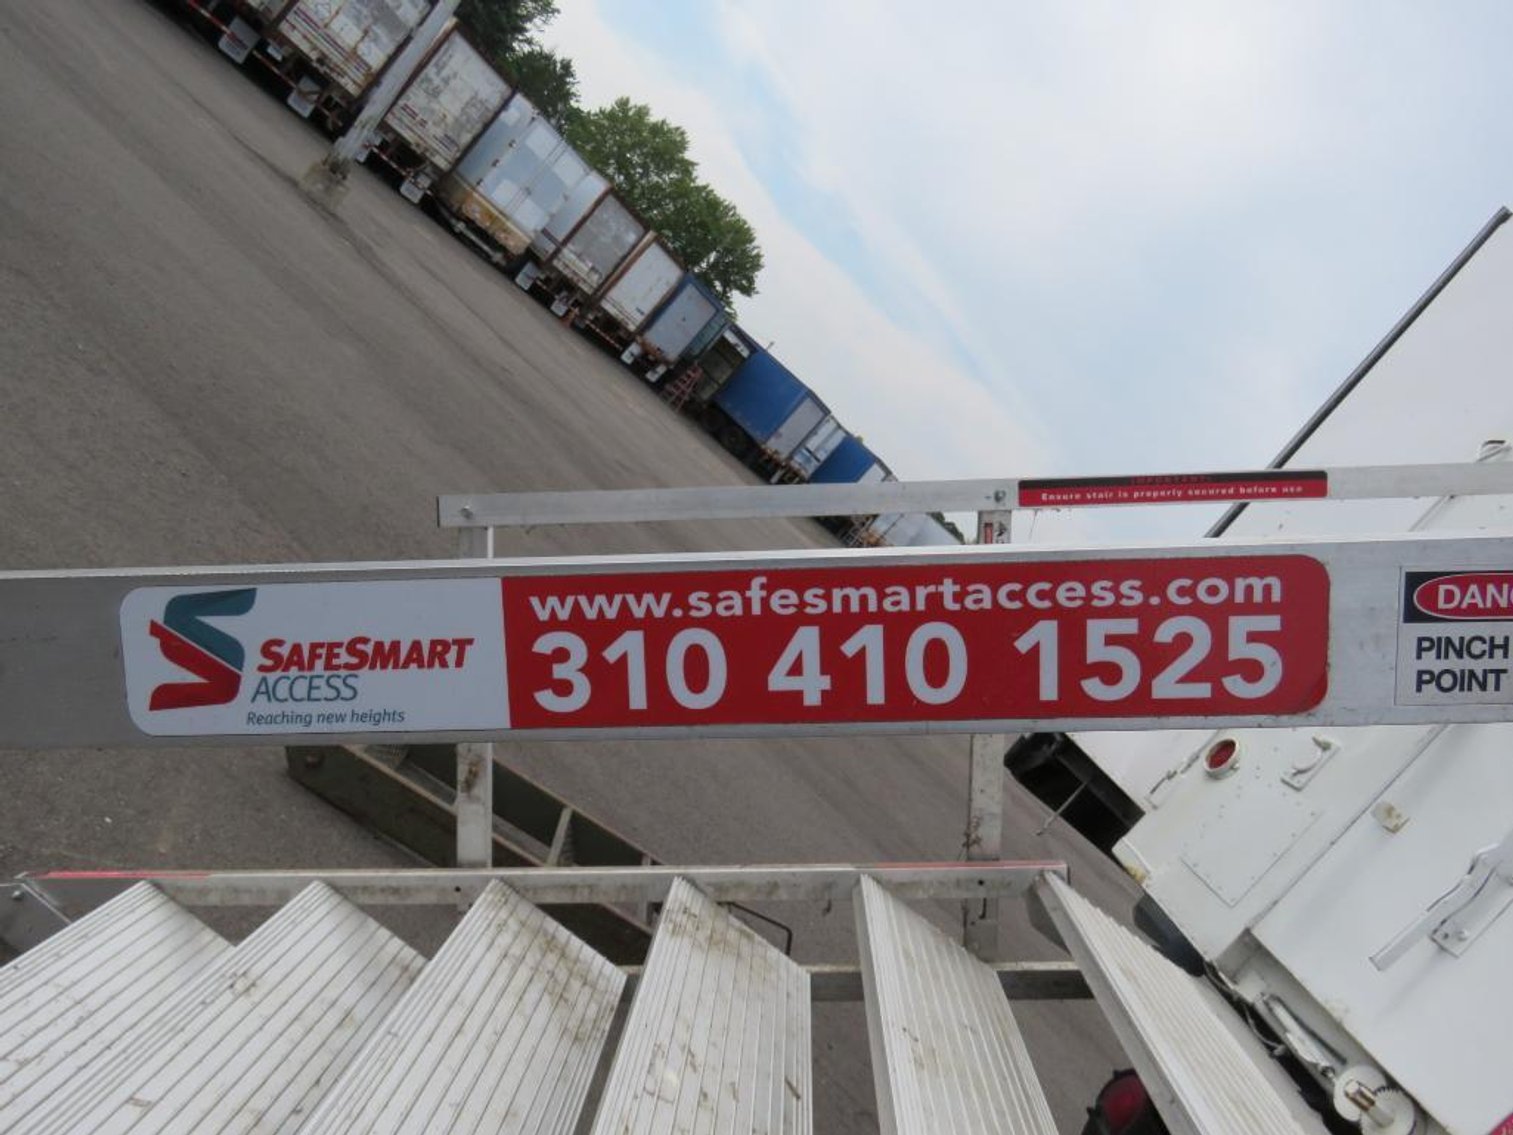 IMPORTANT!
Ensure stair is properly secured before use
SAFESMART
ACCESS
Reaching new heights
www.safesmartaccess.com
310 410 1525
PINCH
POINT